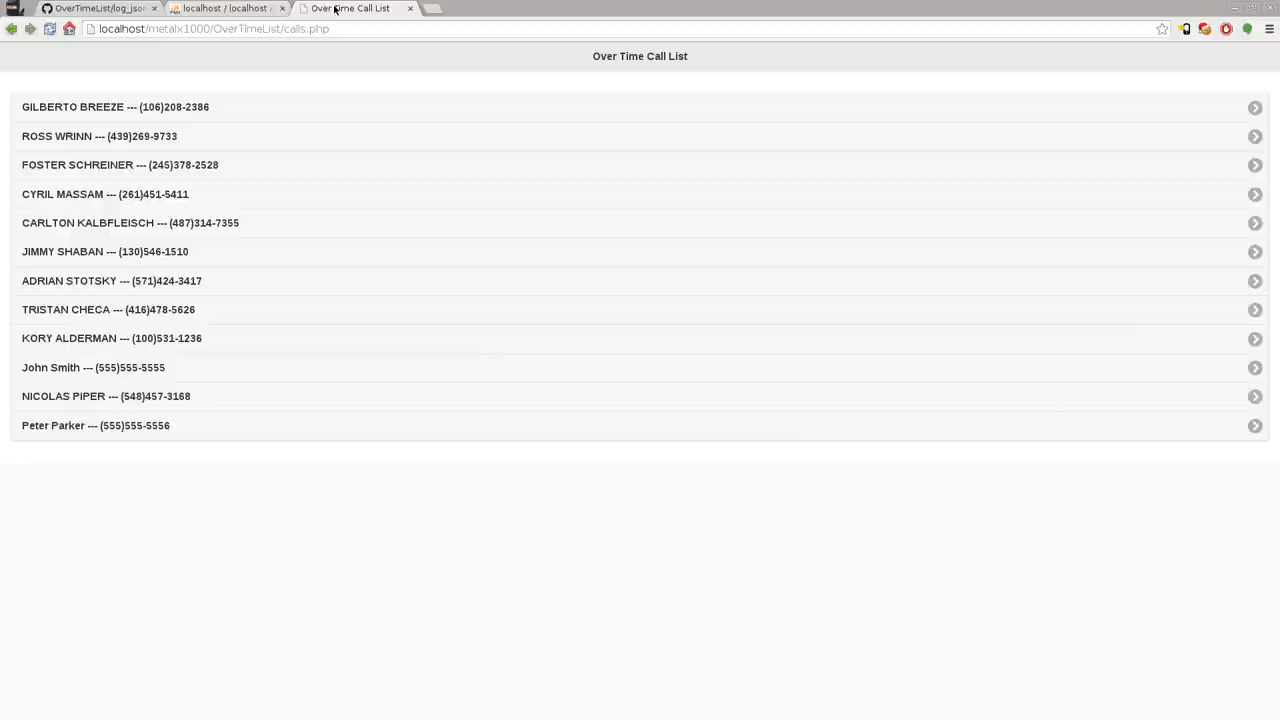 OverTimeList/log_json
localhost / localhost /
Over Time Call List
localhost/metalx1000/OverTimeList/calls.php
Over Time Call List
GILBERTO BREEZE --- (106)208-2386
ROSS WRINN --- (439)269-9733
FOSTER SCHREINER --- (245)378-2528
CYRIL MASSAM --- (261)451-5411
CARLTON KALBFLEISCH --- (487)314-7355
JIMMY SHABAN --- (130)546-1510
ADRIAN STOTSKY --- (571)424-3417
TRISTAN CHECA --- (416)478-5626
KORY ALDERMAN --- (100)531-1236
John Smith --- (555)555-5555
NICOLAS PIPER --- (548)457-3168
Peter Parker --- (555)555-5556